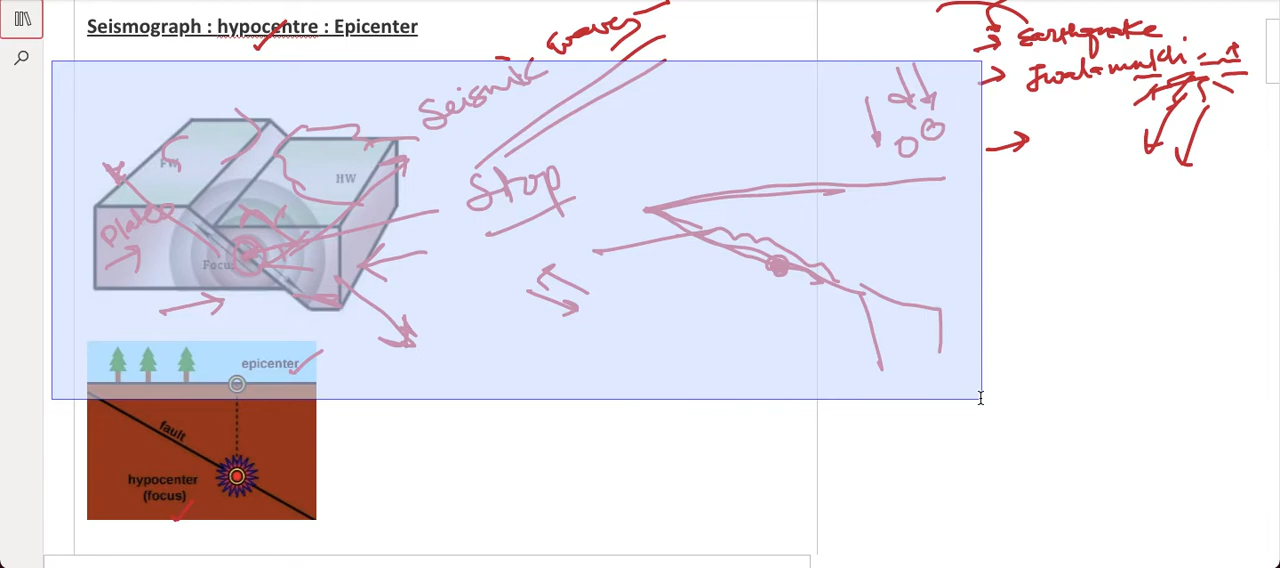 Seismograph : hypocentre : Epicenter
Earthquake
Seismic waves
FW
HW
Stop
Plates
Focus
epicenter
fault
hypocenter
(focus)